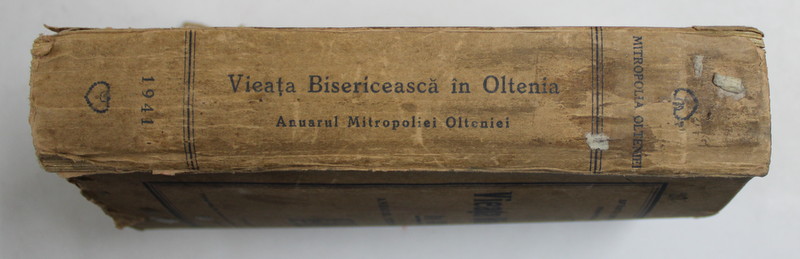 MITROPOLIA OLTENIEI
Vieața Bisericească în Oltenia
Anuarul Mitropoliei Olteniei
1941